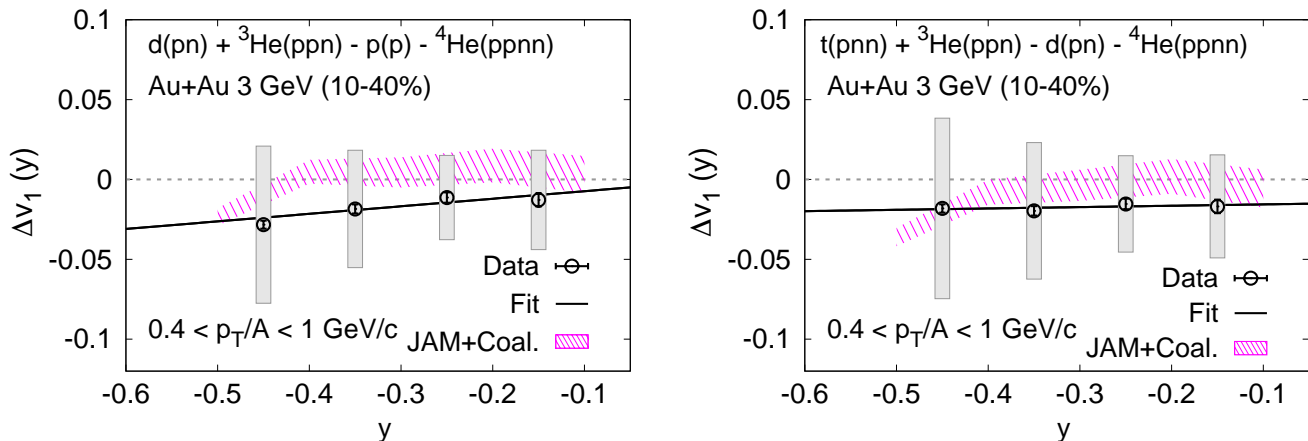 0.1
0.05
0
-0.05
-0.1
Δv₁ (y)
d(pn) + ³He(ppn) - p(p) - ⁴He(ppnn)
Au+Au 3 GeV (10-40%)
Data
Fit
0.4 < p_T/A < 1 GeV/c
JAM+Coal.
-0.6 -0.5 -0.4 -0.3 -0.2 -0.1
y
0.1
0.05
0
-0.05
-0.1
Δv₁ (y)
t(pnn) + ³He(ppn) - d(pn) - ⁴He(ppnn)
Au+Au 3 GeV (10-40%)
Data
Fit
0.4 < p_T/A < 1 GeV/c
JAM+Coal.
-0.6 -0.5 -0.4 -0.3 -0.2 -0.1
y